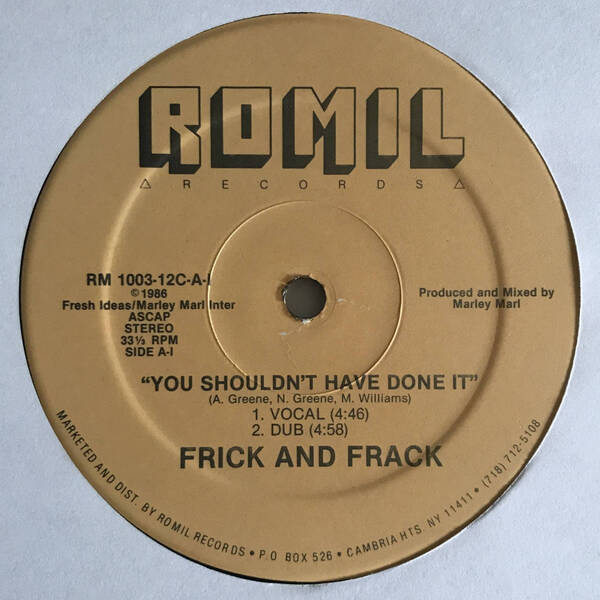 ROMIL
RECORDS
RM 1003-12C-A-I
©1986
Fresh Ideas/Marley Marl Inter
ASCAP
STEREO
33⅓ RPM
SIDE A-I
Produced and Mixed by
Marley Marl
"YOU SHOULDN'T HAVE DONE IT"
(A. Greene, N. Greene, M. Williams)
1. VOCAL (4:46)
2. DUB (4:58)
FRICK AND FRACK
MARKETED AND DIST. BY ROMIL RECORDS • P.O BOX 526 • CAMBRIA HTS. NY 11411 • (718) 712-5108